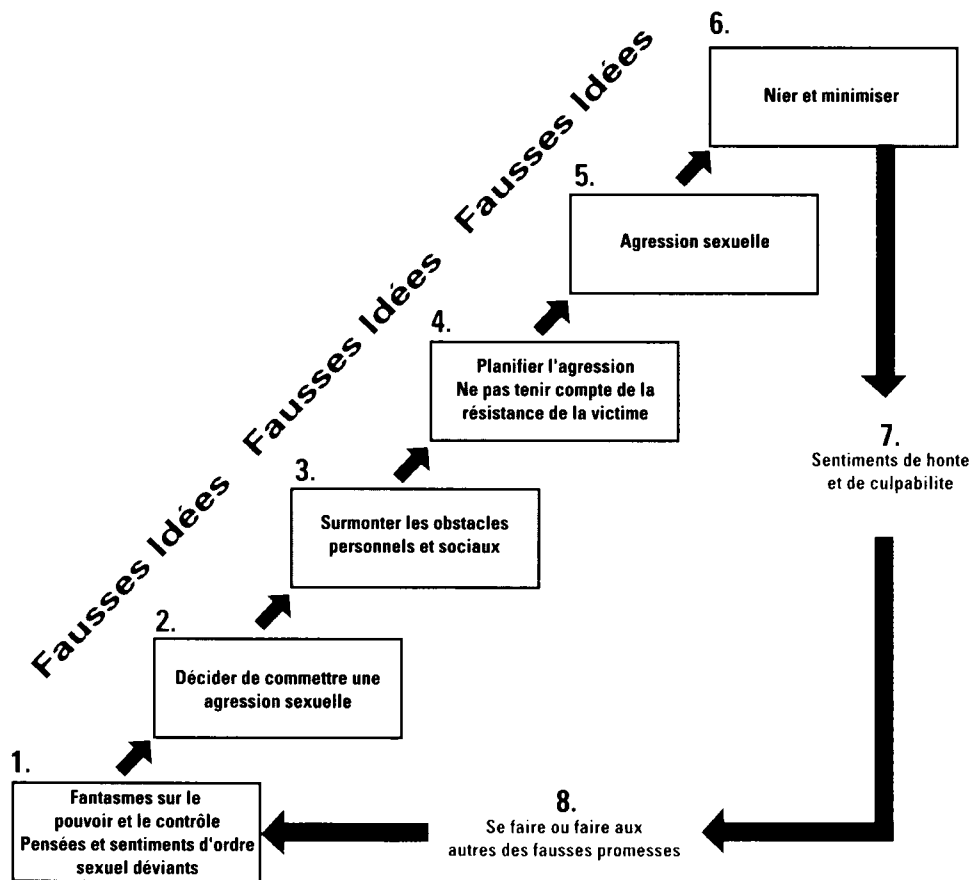 6.
Nier et minimiser
5.
Agression sexuelle
4.
Planifier l'agression
Ne pas tenir compte de la
résistance de la victime
3.
Surmonter les obstacles
personnels et sociaux
2.
Décider de commettre une
agression sexuelle
1.
Fantasmes sur le
pouvoir et le contrôle
Pensées et sentiments d'ordre
sexuel déviants
Fausses Idées Fausses Idées Fausses Idées
7.
Sentiments de honte
et de culpabilite
8.
Se faire ou faire aux
autres des fausses promesses